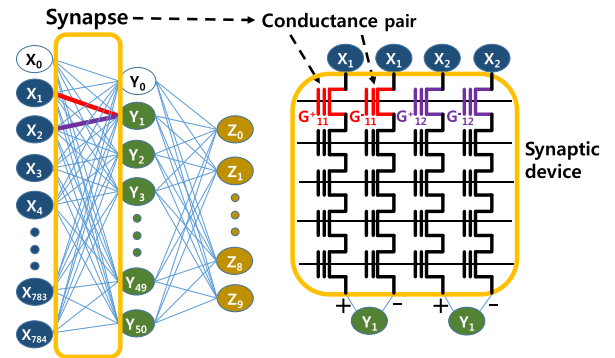 Synapse
Conductance pair
X0
X1
X2
X3
X4
X783
X784
Y0
Y1
Y2
Y3
Y49
Y50
Z0
Z1
Z8
Z9
X1 X1 X2 X2
G+11 G-11 G+12 G-12
Synaptic
device
+ - + -
Y1 Y1